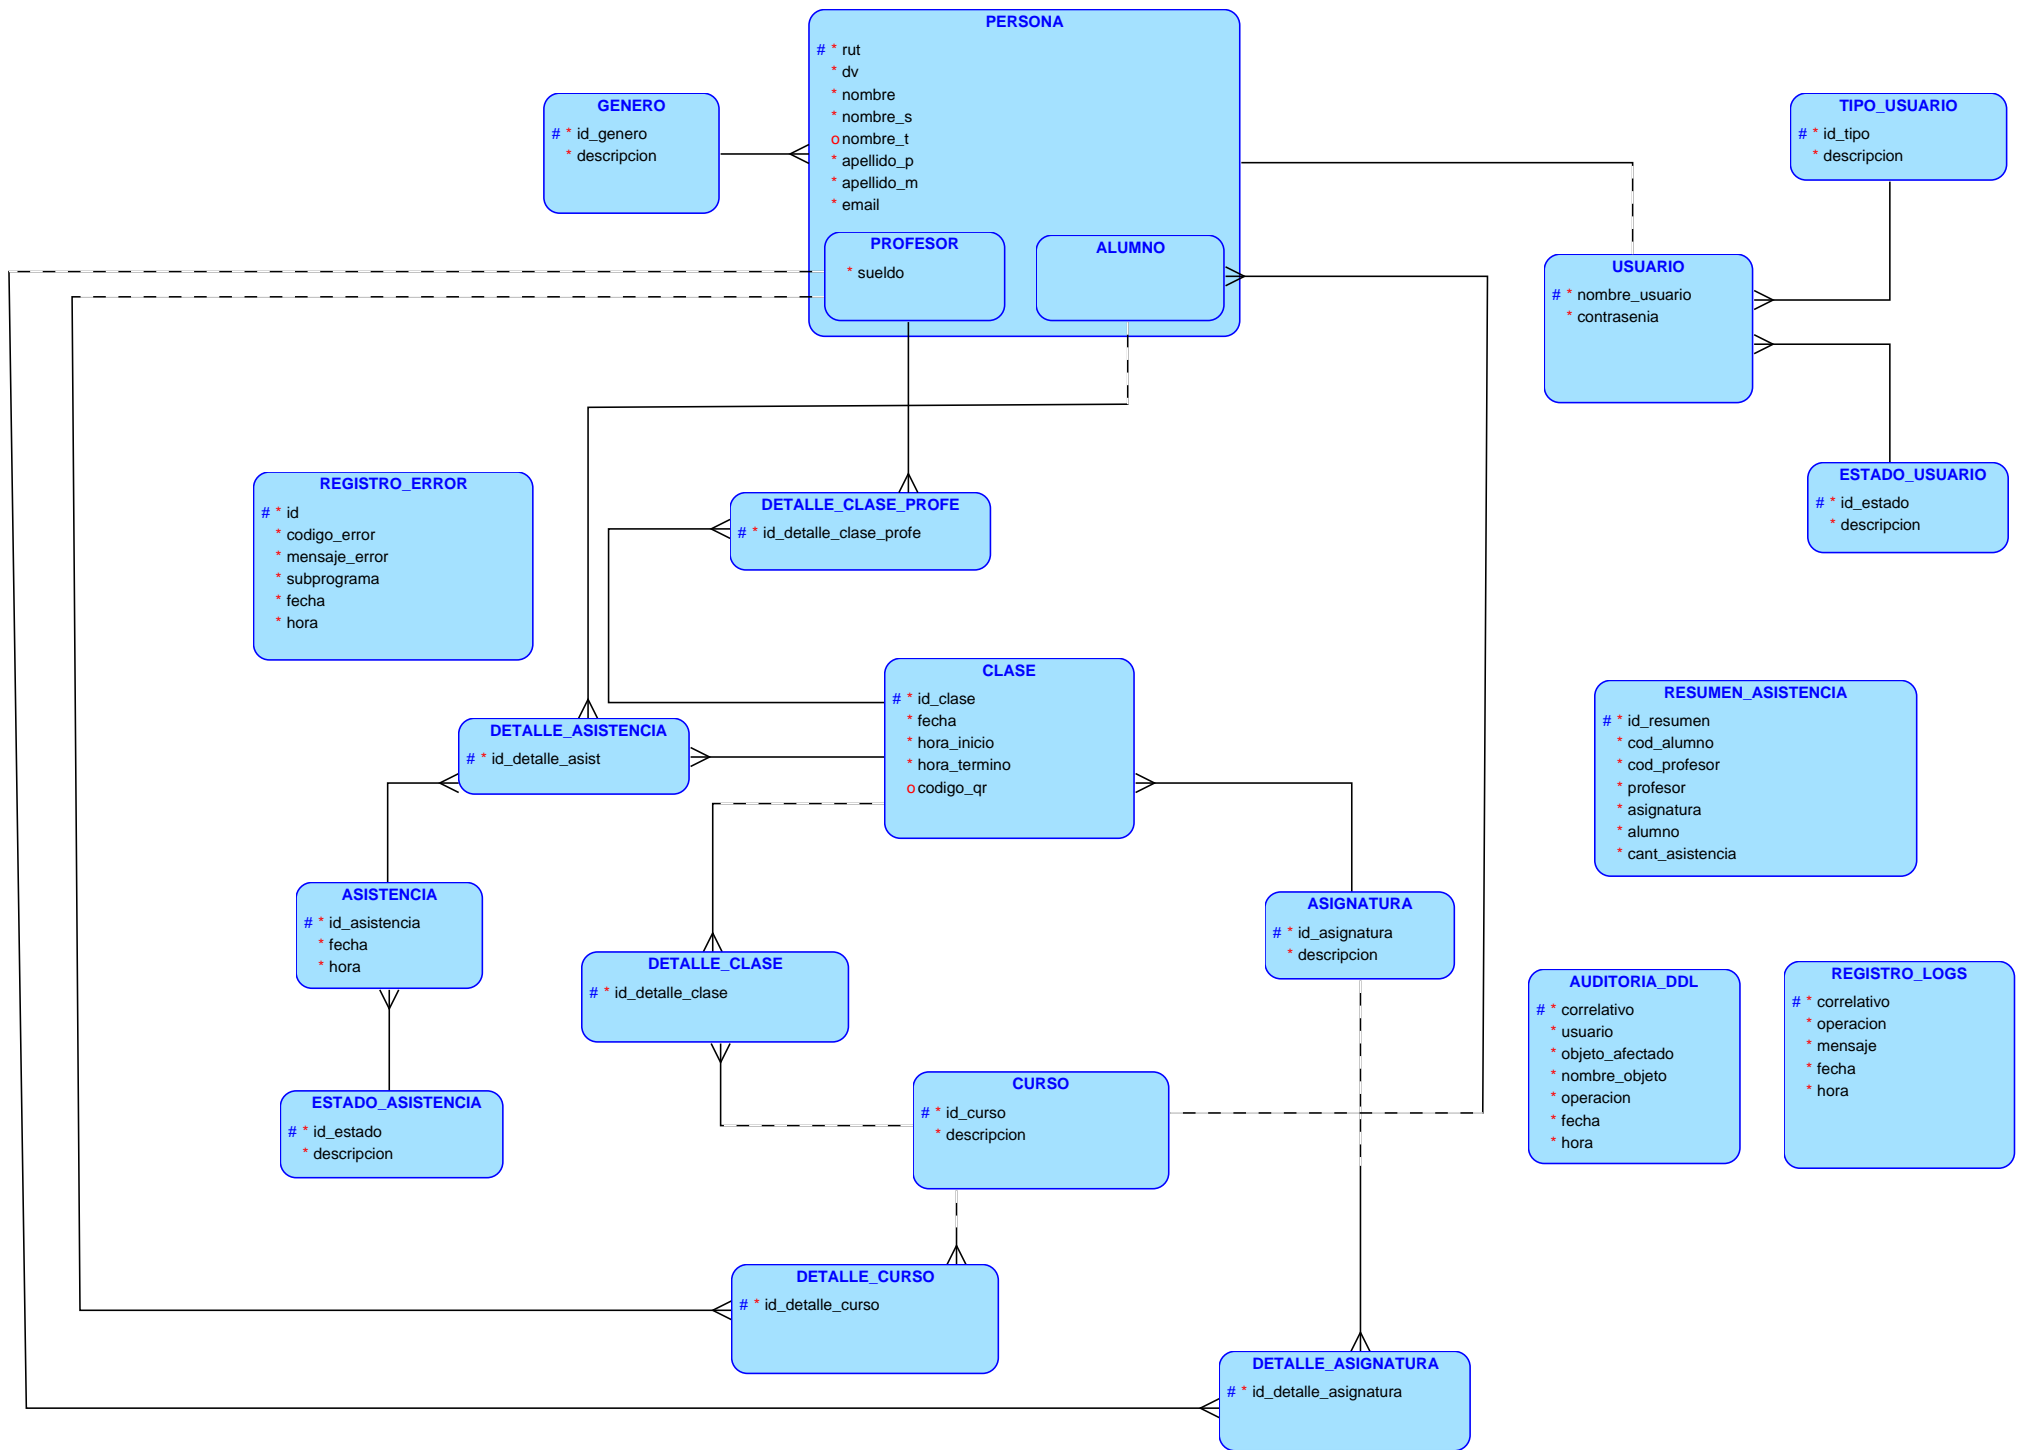 PERSONA
# * rut
* dv
* nombre
* nombre_s
o nombre_t
* apellido_p
* apellido_m
* email
PROFESOR
* sueldo
ALUMNO
GENERO
# * id_genero
* descripcion
TIPO_USUARIO
# * id_tipo
* descripcion
USUARIO
# * nombre_usuario
* contrasenia
ESTADO_USUARIO
# * id_estado
* descripcion
REGISTRO_ERROR
# * id
* codigo_error
* mensaje_error
* subprograma
* fecha
* hora
DETALLE_CLASE_PROFE
# * id_detalle_clase_profe
CLASE
# * id_clase
* fecha
* hora_inicio
* hora_termino
o codigo_qr
DETALLE_ASISTENCIA
# * id_detalle_asist
RESUMEN_ASISTENCIA
# * id_resumen
* cod_alumno
* cod_profesor
* profesor
* asignatura
* alumno
* cant_asistencia
ASISTENCIA
# * id_asistencia
* fecha
* hora
ASIGNATURA
# * id_asignatura
* descripcion
DETALLE_CLASE
# * id_detalle_clase
AUDITORIA_DDL
# * correlativo
* usuario
* objeto_afectado
* nombre_objeto
* operacion
* fecha
* hora
REGISTRO_LOGS
# * correlativo
* operacion
* mensaje
* fecha
* hora
ESTADO_ASISTENCIA
# * id_estado
* descripcion
CURSO
# * id_curso
* descripcion
DETALLE_CURSO
# * id_detalle_curso
DETALLE_ASIGNATURA
# * id_detalle_asignatura